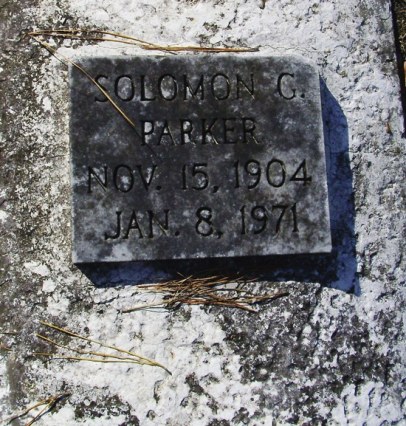 SOLOMON G.
PARKER
NOV. 15, 1904
JAN. 8, 1971